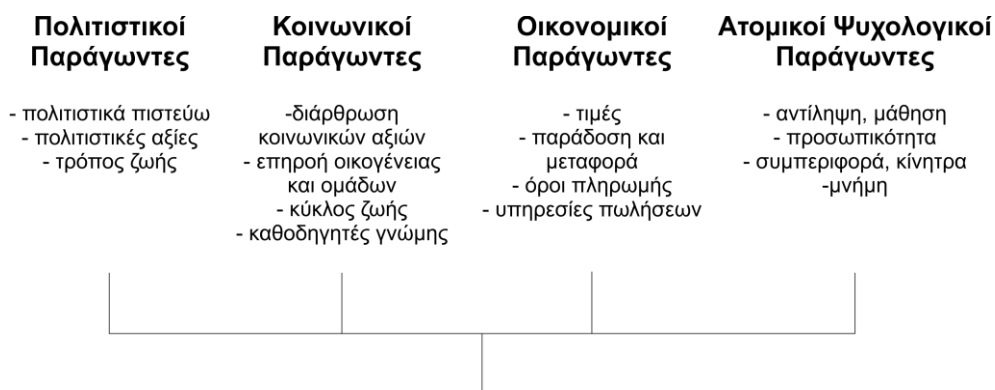 Πολιτιστικοί
Παράγωντες
- πολιτιστικά πιστεύω
- πολιτιστικές αξίες
- τρόπος ζωής
Κοινωνικοί
Παράγωντες
-διάρθρωση
κοινωνικών αξιών
- επηροή οικογένειας
και ομάδων
- κύκλος ζωής
- καθοδηγητές γνώμης
Οικονομικοί
Παράγωντες
- τιμές
- παράδοση και
μεταφορά
- όροι πληρωμής
- υπηρεσίες πωλήσεων
Ατομικοί Ψυχολογικοί
Παράγωντες
- αντίληψη, μάθηση
- προσωπικότητα
- συμπεριφορά, κίνητρα
-μνήμη